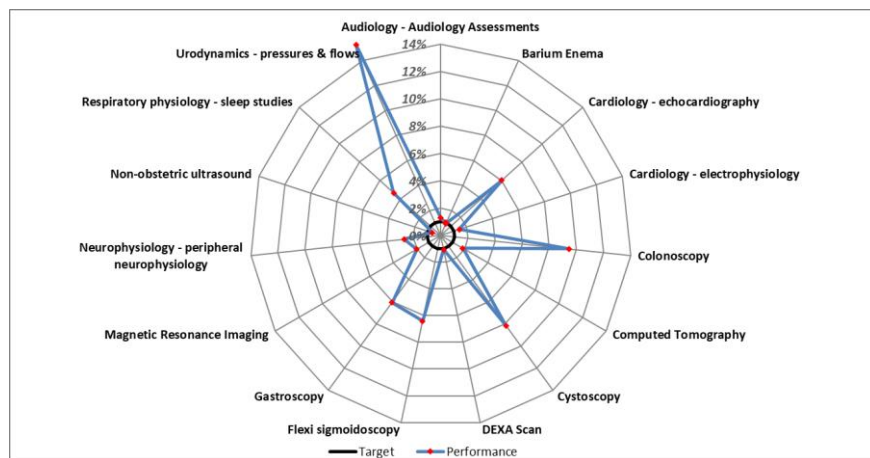 Audiology - Audiology Assessments
14%
Urodynamics - pressures & flows
Barium Enema
12%
Respiratory physiology - sleep studies
10%
Cardiology - echocardiography
8%
6%
Non-obstetric ultrasound
4%
Cardiology - electrophysiology
2%
0%
Neurophysiology - peripheral
neurophysiology
Colonoscopy
Magnetic Resonance Imaging
Computed Tomography
Gastroscopy
Cystoscopy
Flexi sigmoidoscopy
DEXA Scan
Target
Performance